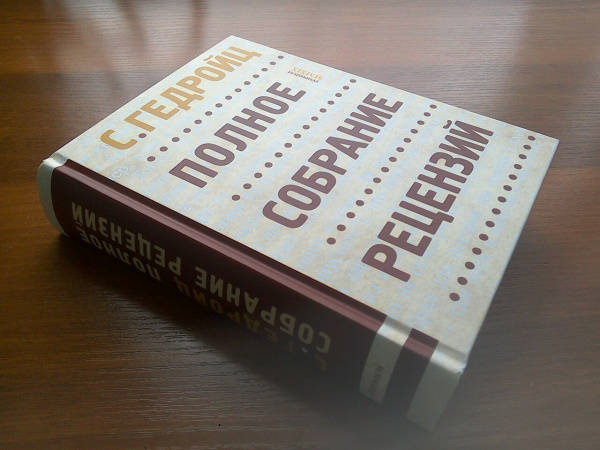 С. ГЕДРОЙЦ
ПОЛНОЕ
СОБРАНИЕ
РЕЦЕНЗИЙ
С. ГЕДРОЙЦ ПОЛНОЕ
СОБРАНИЕ РЕЦЕНЗИЙ